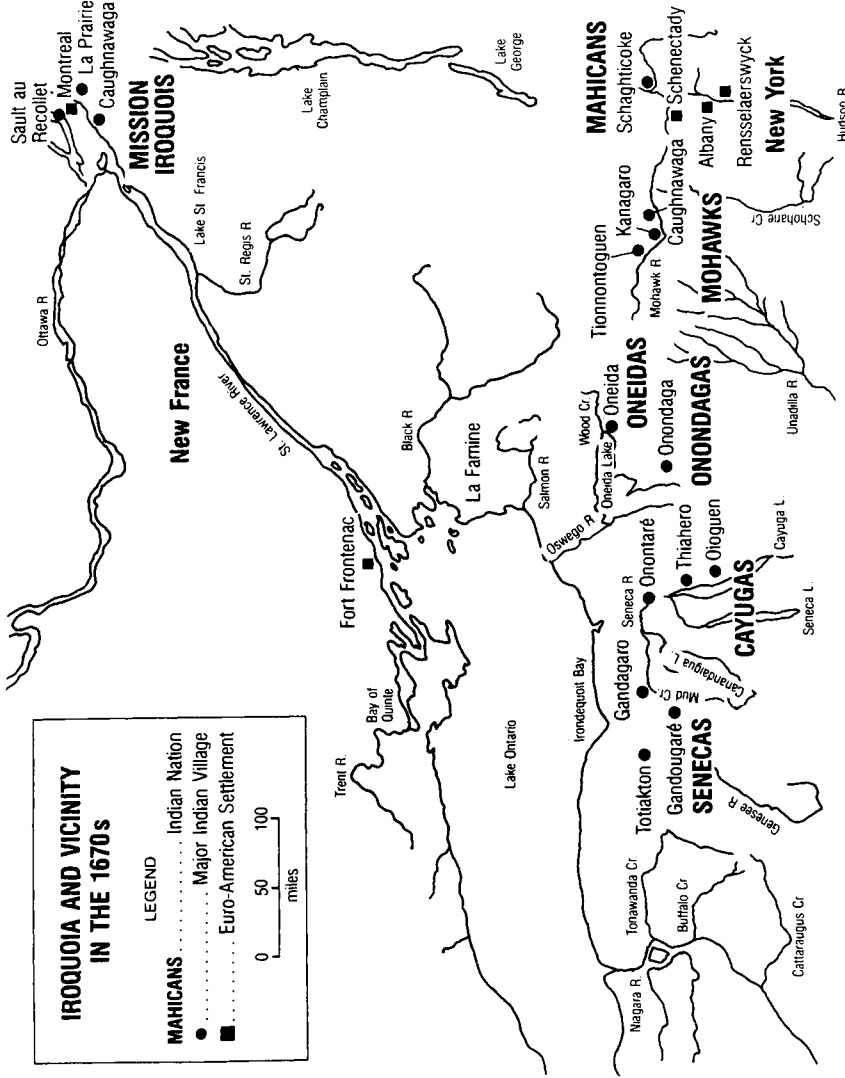 IROQUOIA AND VICINITY
IN THE 1670s
LEGEND
MAHICANS .......... Indian Nation
● .......... Major Indian Village
■ .......... Euro-American Settlement
0 50 100
miles
Sault au
Recollet
Montreal
La Prairie
Caughnawaga
MISSION
IROQUOIS
Ottawa R
Lake St Francis
St. Regis R.
Lake
Champlain
Lake
George
New France
St. Lawrence River
Fort Frontenac
Black R
La Famine
Salmon R
Bay of
Quinte
Trent R.
Lake Ontario
Irondequoit Bay
Oswego R
Wood Cr.
Oneida Lake
Oneida
ONEIDAS
Onondaga
ONONDAGAS
Unadilla R
Tionnontoguen
Kanagaro
Caughnawaga
Mohawk R.
MOHAWKS
Schoharie Cr
MAHICANS
Schaghticoke
Schenectady
Albany
Rensselaerswyck
New York
Hudson R
Seneca R
Onontaré
Thiahero
Oioguen
Cayuga L.
CAYUGAS
Seneca L.
Gandagaro
Mud Cr.
Canandaigua L.
Gandougaré
Totiakton
SENECAS
Genesee R
Tonawanda Cr
Buffalo Cr
Niagara R.
Cattaraugus Cr